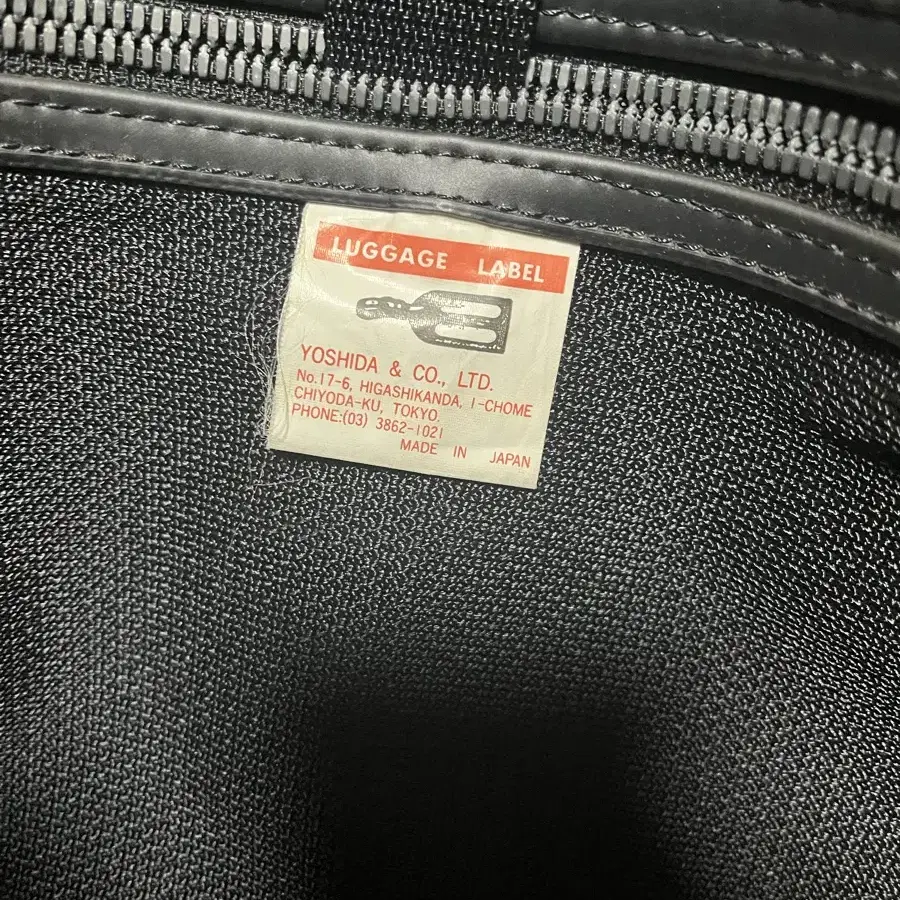 LUGGAGE LABEL
YOSHIDA & CO., LTD.
No.17-6, HIGASHIKANDA, 1-CHOME
CHIYODA-KU, TOKYO.
PHONE:(03) 3862-1021
MADE IN JAPAN